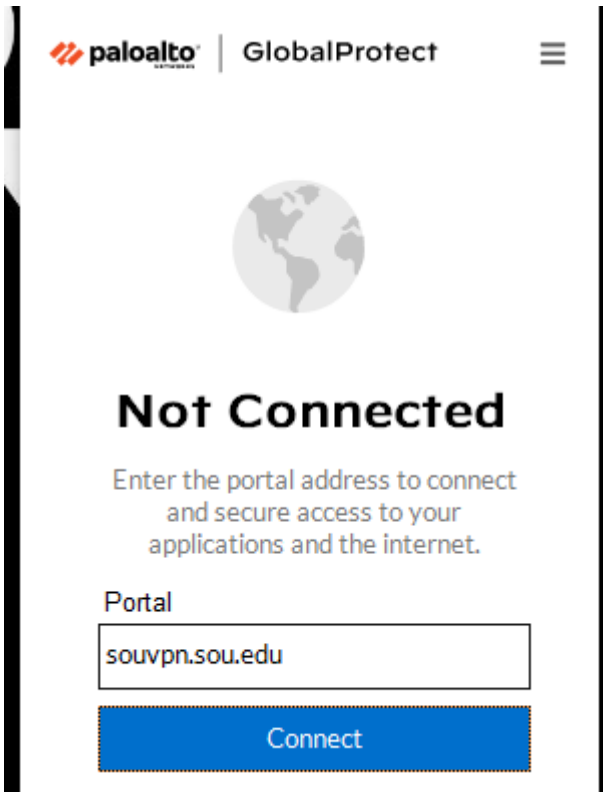 paloalto NETWORKS GlobalProtect
Not Connected
Enter the portal address to connect
and secure access to your
applications and the internet.
Portal
souvpn.sou.edu
Connect